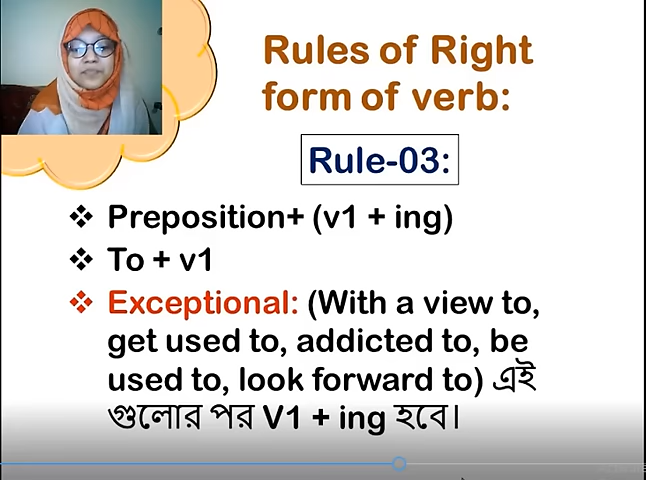 Rules of Right
form of verb:
Rule-03:
❖ Preposition+ (v1 + ing)
❖ To + v1
❖ Exceptional: (With a view to,
get used to, addicted to, be
used to, look forward to) এই
গুলোর পর V1 + ing হবে।